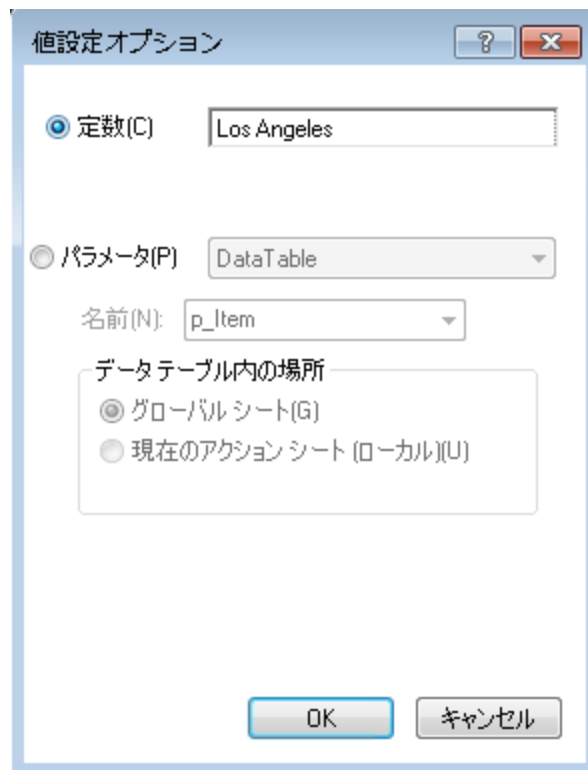 値設定オプション
定数(C) Los Angeles
パラメータ(P) DataTable
名前(N): p_Item
データ テーブル内の場所
グローバル シート(G)
現在のアクション シート (ローカル)(U)
OK キャンセル